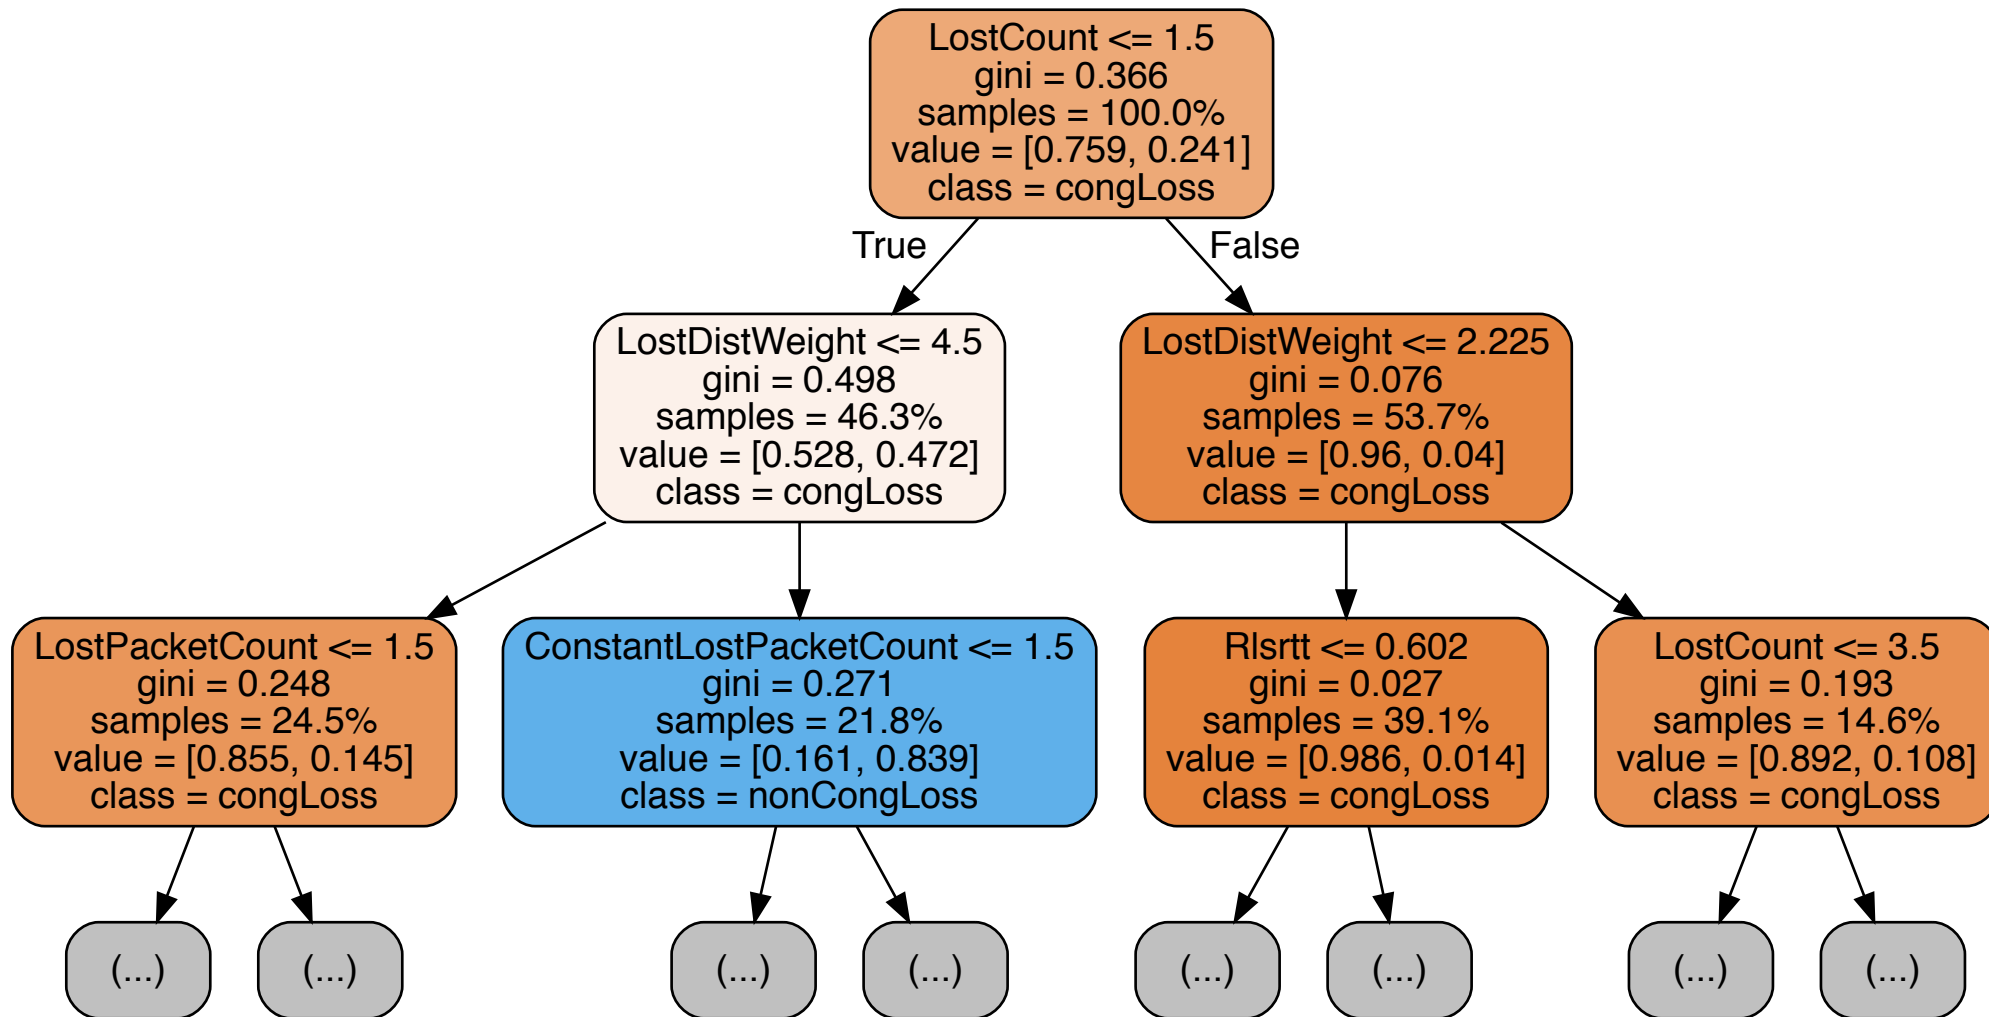 LostCount <= 1.5
gini = 0.366
samples = 100.0%
value = [0.759, 0.241]
class = congLoss
True
False
LostDistWeight <= 4.5
gini = 0.498
samples = 46.3%
value = [0.528, 0.472]
class = congLoss
LostDistWeight <= 2.225
gini = 0.076
samples = 53.7%
value = [0.96, 0.04]
class = congLoss
LostPacketCount <= 1.5
gini = 0.248
samples = 24.5%
value = [0.855, 0.145]
class = congLoss
ConstantLostPacketCount <= 1.5
gini = 0.271
samples = 21.8%
value = [0.161, 0.839]
class = nonCongLoss
Rlsrtt <= 0.602
gini = 0.027
samples = 39.1%
value = [0.986, 0.014]
class = congLoss
LostCount <= 3.5
gini = 0.193
samples = 14.6%
value = [0.892, 0.108]
class = congLoss
(...)
(...)
(...)
(...)
(...)
(...)
(...)
(...)